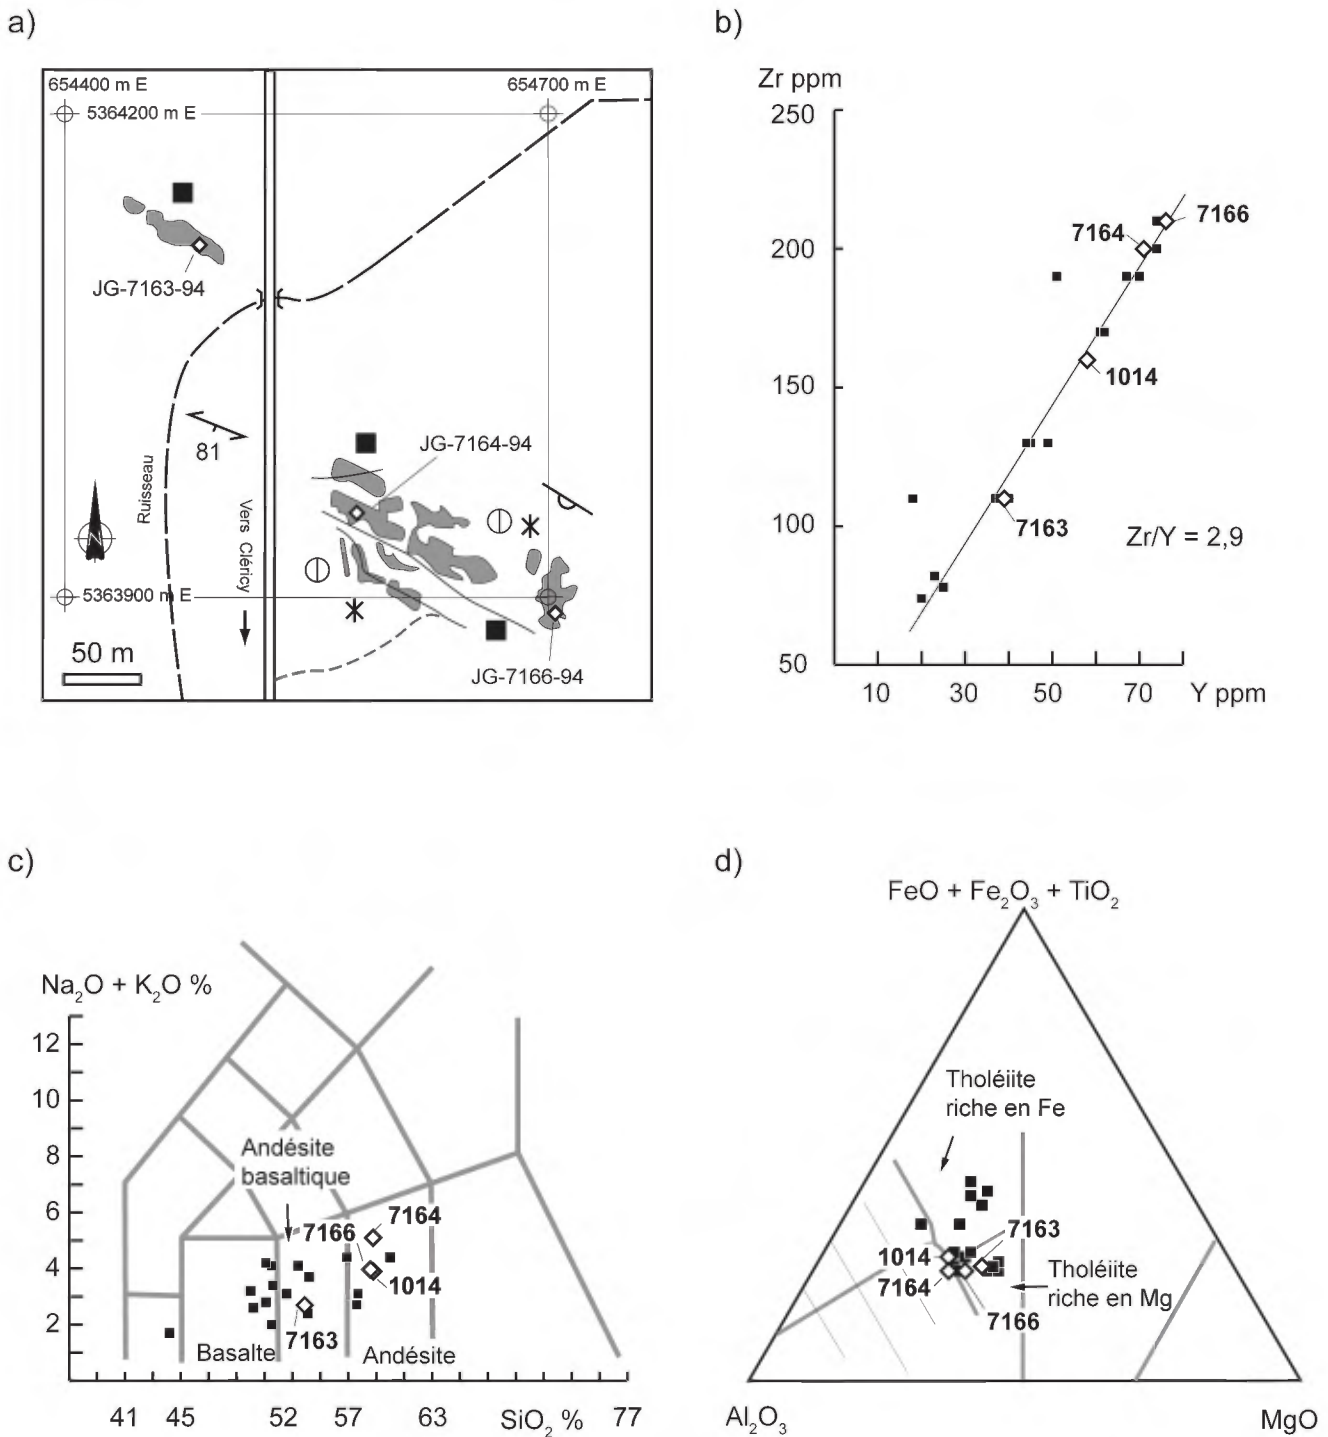 a)
654400 m E
654700 m E
5364200 m E
JG-7163-94
81
Ruisseau
Vers Cléricy
JG-7164-94
5363900 m E
50 m
JG-7166-94
b)
Zr ppm
250
200
150
100
50
7164
7166
1014
7163
Zr/Y = 2,9
10 30 50 70 Y ppm
c)
Na₂O + K₂O %
12
10
8
6
4
2
Andésite
basaltique
7166
7164
1014
7163
Basalte
Andésite
41 45 52 57 63 SiO₂ % 77
d)
FeO + Fe₂O₃ + TiO₂
Tholéiite
riche en Fe
7163
1014
7164
Tholéiite
riche en Mg
7166
Al₂O₃
MgO